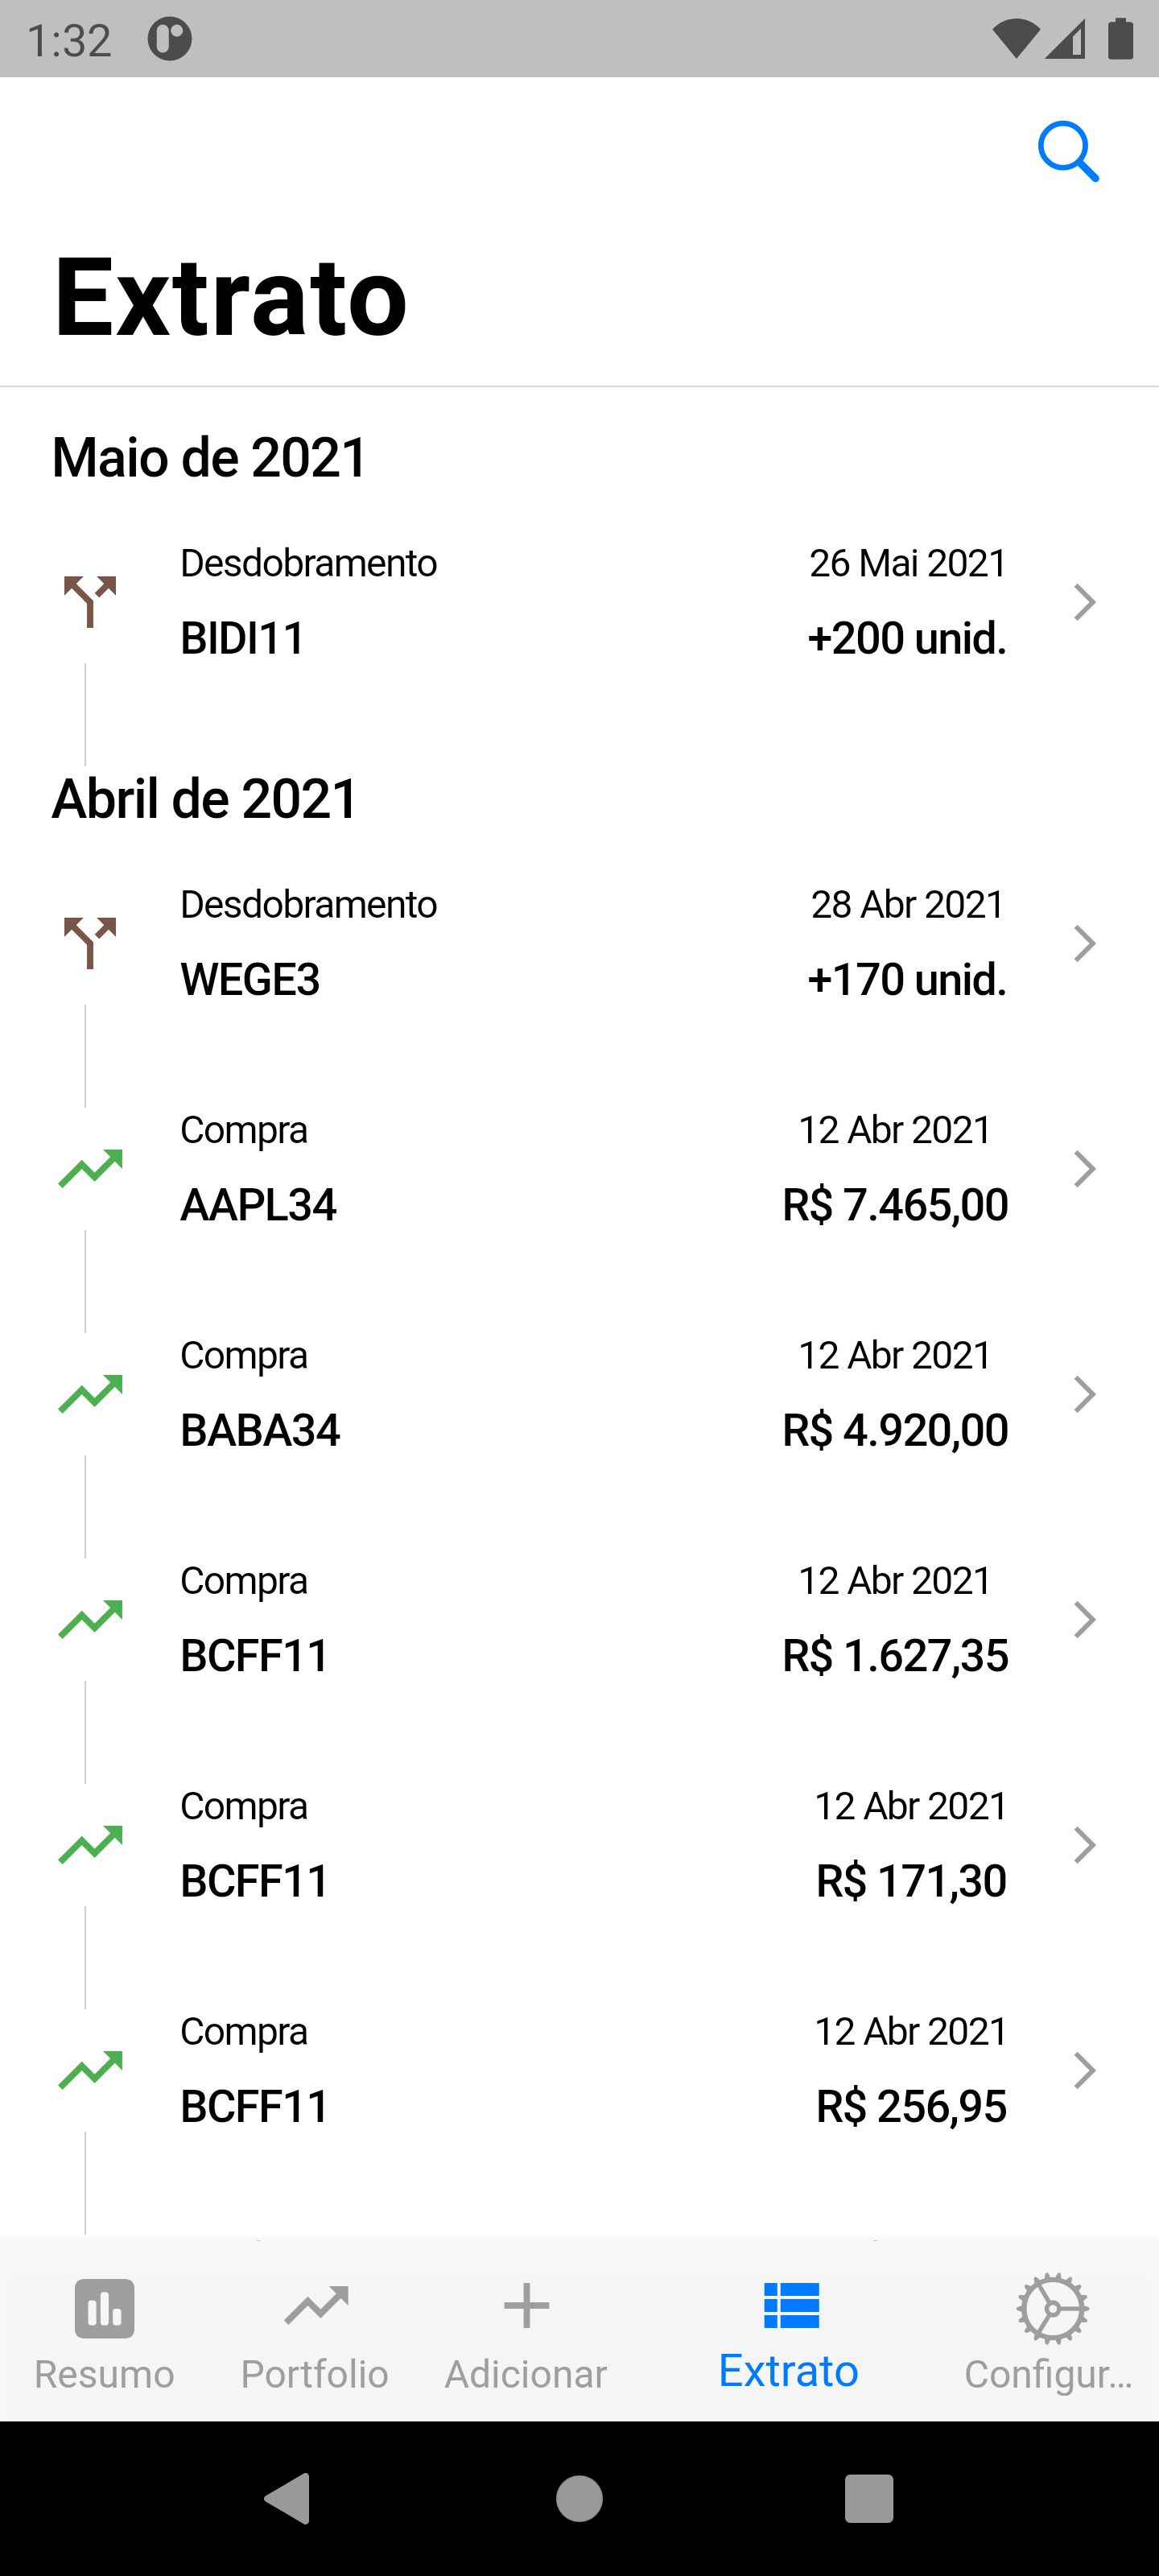 1:32
Extrato
Maio de 2021
Desdobramento 26 Mai 2021
BIDI11 +200 unid.
Abril de 2021
Desdobramento 28 Abr 2021
WEGE3 +170 unid.
Compra 12 Abr 2021
AAPL34 R$ 7.465,00
Compra 12 Abr 2021
BABA34 R$ 4.920,00
Compra 12 Abr 2021
BCFF11 R$ 1.627,35
Compra 12 Abr 2021
BCFF11 R$ 171,30
Compra 12 Abr 2021
BCFF11 R$ 256,95
Resumo Portfolio Adicionar Extrato Configur...